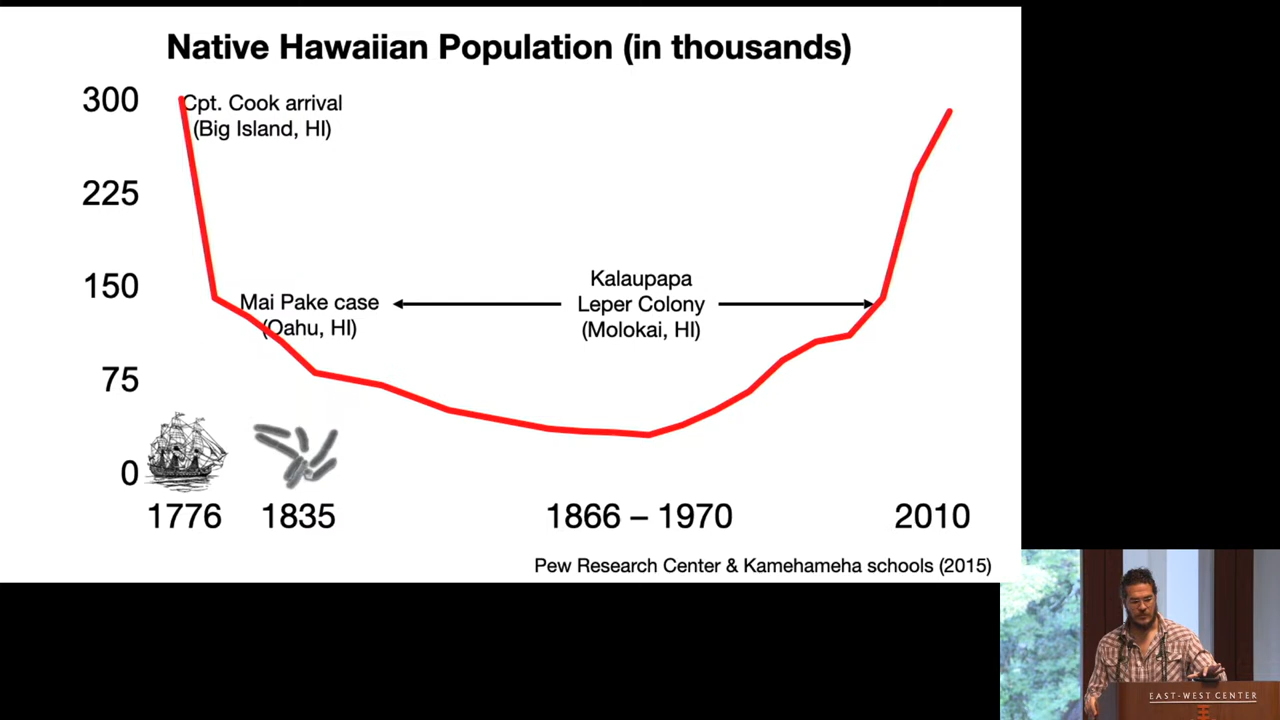 Native Hawaiian Population (in thousands)
300
Cpt. Cook arrival
(Big Island, HI)
225
150
Mai Pake case
(Oahu, HI)
Kalaupapa
Leper Colony
(Molokai, HI)
75
0
1776
1835
1866 – 1970
2010
Pew Research Center & Kamehameha schools (2015)
EAST-WEST CENTER